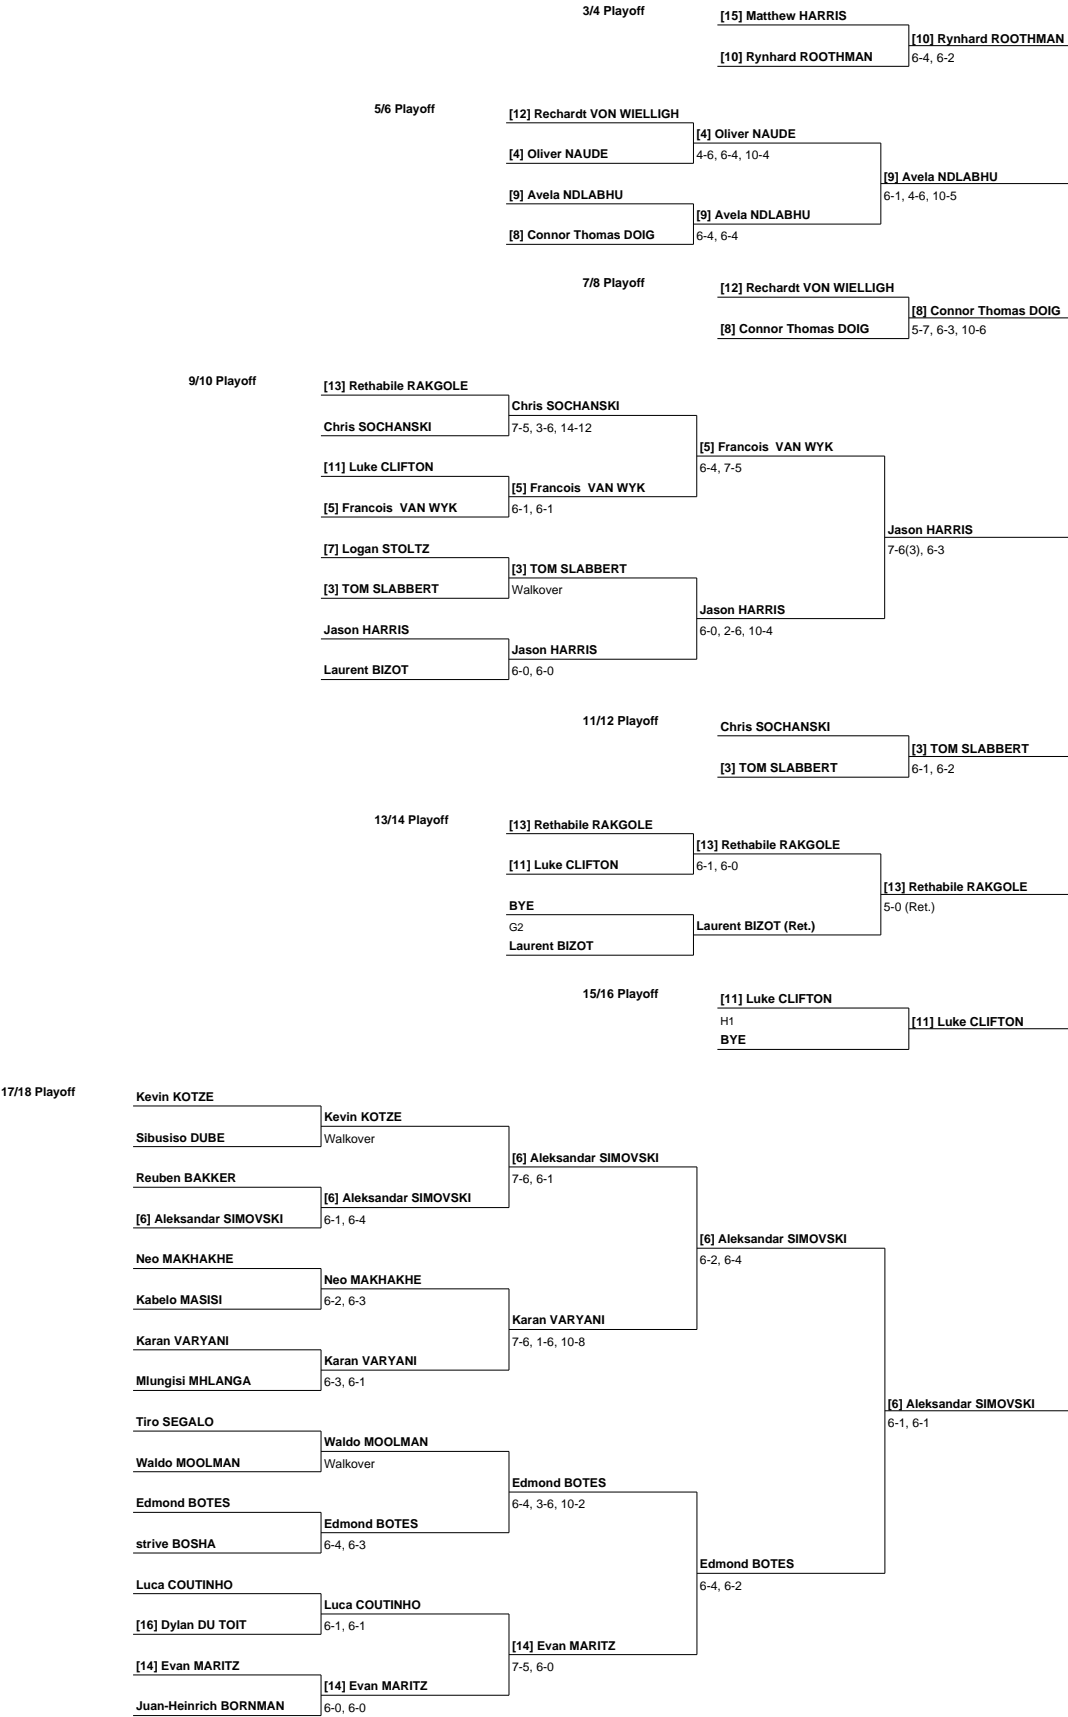 3/4 Playoff
[15] Matthew HARRIS
[10] Rynhard ROOTHMAN
[10] Rynhard ROOTHMAN
6-4, 6-2
5/6 Playoff
[12] Rechardt VON WIELLIGH
[4] Oliver NAUDE
[4] Oliver NAUDE
4-6, 6-4, 10-4
[9] Avela NDLABHU
6-1, 4-6, 10-5
[9] Avela NDLABHU
[9] Avela NDLABHU
[8] Connor Thomas DOIG
6-4, 6-4
7/8 Playoff
[12] Rechardt VON WIELLIGH
[8] Connor Thomas DOIG
[8] Connor Thomas DOIG
5-7, 6-3, 10-6
9/10 Playoff
[13] Rethabile RAKGOLE
Chris SOCHANSKI
Chris SOCHANSKI
7-5, 3-6, 14-12
[5] Francois  VAN WYK
6-4, 7-5
[11] Luke CLIFTON
[5] Francois  VAN WYK
[5] Francois  VAN WYK
6-1, 6-1
Jason HARRIS
7-6(3), 6-3
[7] Logan STOLTZ
[3] TOM SLABBERT
[3] TOM SLABBERT
Walkover
Jason HARRIS
6-0, 2-6, 10-4
Jason HARRIS
Jason HARRIS
Laurent BIZOT
6-0, 6-0
11/12 Playoff
Chris SOCHANSKI
[3] TOM SLABBERT
[3] TOM SLABBERT
6-1, 6-2
13/14 Playoff
[13] Rethabile RAKGOLE
[13] Rethabile RAKGOLE
[11] Luke CLIFTON
6-1, 6-0
[13] Rethabile RAKGOLE
5-0 (Ret.)
BYE
G2
Laurent BIZOT (Ret.)
Laurent BIZOT
15/16 Playoff
[11] Luke CLIFTON
H1
[11] Luke CLIFTON
BYE
17/18 Playoff
Kevin KOTZE
Kevin KOTZE
Sibusiso DUBE
Walkover
[6] Aleksandar SIMOVSKI
7-6, 6-1
Reuben BAKKER
[6] Aleksandar SIMOVSKI
[6] Aleksandar SIMOVSKI
6-1, 6-4
[6] Aleksandar SIMOVSKI
6-2, 6-4
Neo MAKHAKHE
Neo MAKHAKHE
Kabelo MASISI
6-2, 6-3
Karan VARYANI
7-6, 1-6, 10-8
Karan VARYANI
Karan VARYANI
Mlungisi MHLANGA
6-3, 6-1
[6] Aleksandar SIMOVSKI
6-1, 6-1
Tiro SEGALO
Waldo MOOLMAN
Waldo MOOLMAN
Walkover
Edmond BOTES
6-4, 3-6, 10-2
Edmond BOTES
Edmond BOTES
strive BOSHA
6-4, 6-3
Edmond BOTES
6-4, 6-2
Luca COUTINHO
Luca COUTINHO
[16] Dylan DU TOIT
6-1, 6-1
[14] Evan MARITZ
7-5, 6-0
[14] Evan MARITZ
[14] Evan MARITZ
Juan-Heinrich BORNMAN
6-0, 6-0